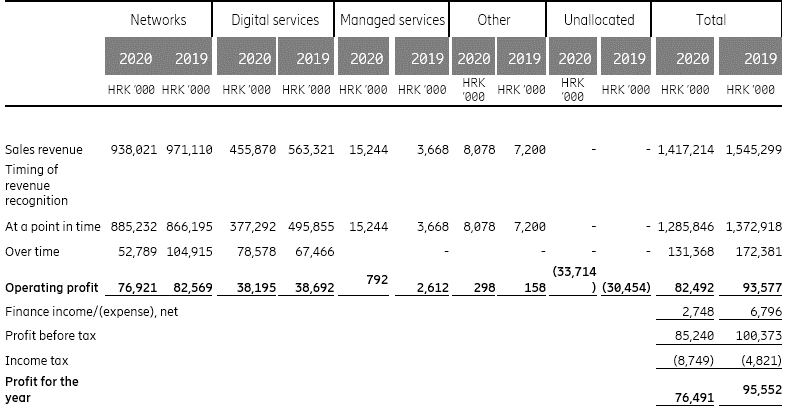 Networks Digital services Managed services Other Unallocated Total
2020 2019 2020 2019 2020 2019 2020 2019 2020 2019 2020 2019
HRK '000 HRK '000 HRK '000 HRK '000 HRK '000 HRK '000 HRK '000 HRK '000 HRK '000 HRK '000 HRK '000 HRK '000
Sales revenue 938,021 971,110 455,870 563,321 15,244 3,668 8,078 7,200 - - 1,417,214 1,545,299
Timing of
revenue
recognition
At a point in time 885,232 866,195 377,292 495,855 15,244 3,668 8,078 7,200 - - 1,285,846 1,372,918
Over time 52,789 104,915 78,578 67,466 - - - - 131,368 172,381
Operating profit 76,921 82,569 38,195 38,692 792 2,612 298 158 (33,714) (30,454) 82,492 93,577
Finance income/(expense), net 2,748 6,796
Profit before tax 85,240 100,373
Income tax (8,749) (4,821)
Profit for the
year 76,491 95,552